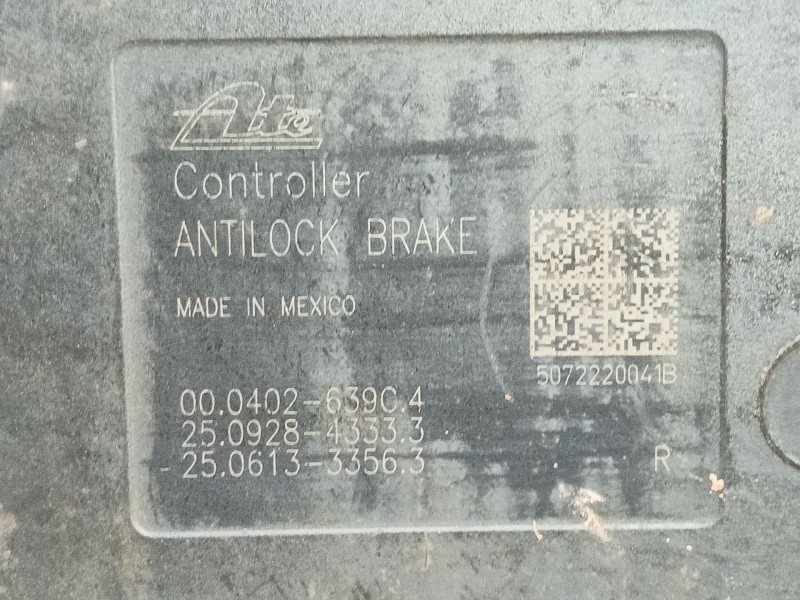 Ate
Controller
ANTILOCK BRAKE
MADE IN MEXICO
5072220041B
00.0402-639C.4
25.0928-4333.3
25.0613-3356.3
R